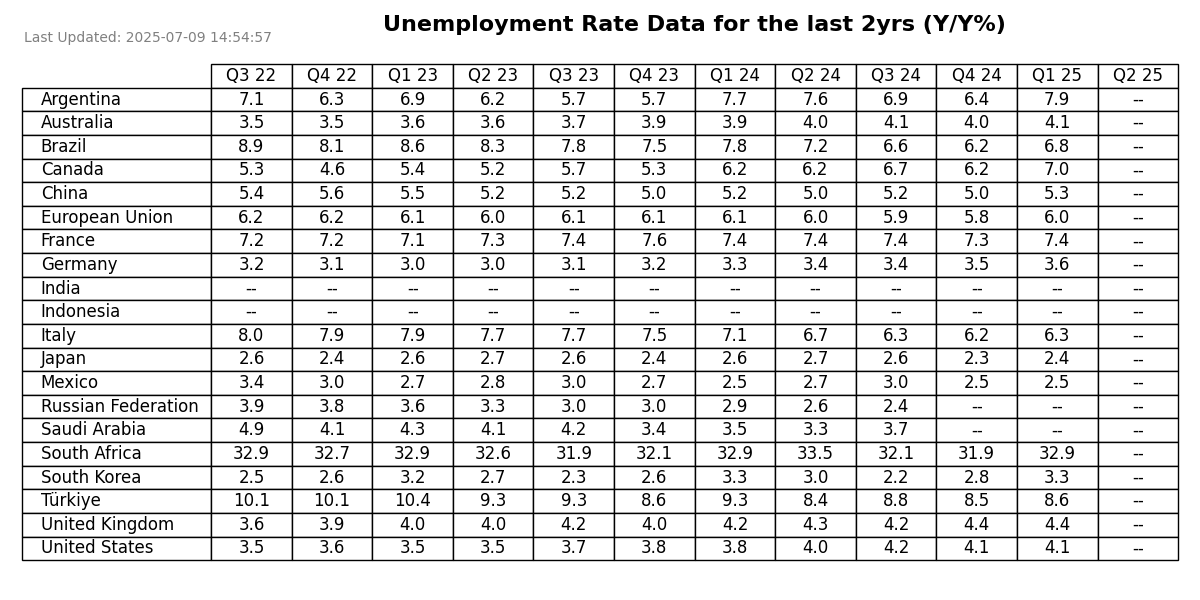 Unemployment Rate Data for the last 2yrs (Y/Y%)
Last Updated: 2025-07-09 14:54:57
Q3 22 Q4 22 Q1 23 Q2 23 Q3 23 Q4 23 Q1 24 Q2 24 Q3 24 Q4 24 Q1 25 Q2 25
Argentina 7.1 6.3 6.9 6.2 5.7 5.7 7.7 7.6 6.9 6.4 7.9 --
Australia 3.5 3.5 3.6 3.6 3.7 3.9 3.9 4.0 4.1 4.0 4.1 --
Brazil 8.9 8.1 8.6 8.3 7.8 7.5 7.8 7.2 6.6 6.2 6.8 --
Canada 5.3 4.6 5.4 5.2 5.7 5.3 6.2 6.2 6.7 6.2 7.0 --
China 5.4 5.6 5.5 5.2 5.2 5.0 5.2 5.0 5.2 5.0 5.3 --
European Union 6.2 6.2 6.1 6.0 6.1 6.1 6.1 6.0 5.9 5.8 6.0 --
France 7.2 7.2 7.1 7.3 7.4 7.6 7.4 7.4 7.4 7.3 7.4 --
Germany 3.2 3.1 3.0 3.0 3.1 3.2 3.3 3.4 3.4 3.5 3.6 --
India -- -- -- -- -- -- -- -- -- -- -- --
Indonesia -- -- -- -- -- -- -- -- -- -- -- --
Italy 8.0 7.9 7.9 7.7 7.7 7.5 7.1 6.7 6.3 6.2 6.3 --
Japan 2.6 2.4 2.6 2.7 2.6 2.4 2.6 2.7 2.6 2.3 2.4 --
Mexico 3.4 3.0 2.7 2.8 3.0 2.7 2.5 2.7 3.0 2.5 2.5 --
Russian Federation 3.9 3.8 3.6 3.3 3.0 3.0 2.9 2.6 2.4 -- -- --
Saudi Arabia 4.9 4.1 4.3 4.1 4.2 3.4 3.5 3.3 3.7 -- -- --
South Africa 32.9 32.7 32.9 32.6 31.9 32.1 32.9 33.5 32.1 31.9 32.9 --
South Korea 2.5 2.6 3.2 2.7 2.3 2.6 3.3 3.0 2.2 2.8 3.3 --
Türkiye 10.1 10.1 10.4 9.3 9.3 8.6 9.3 8.4 8.8 8.5 8.6 --
United Kingdom 3.6 3.9 4.0 4.0 4.2 4.0 4.2 4.3 4.2 4.4 4.4 --
United States 3.5 3.6 3.5 3.5 3.7 3.8 3.8 4.0 4.2 4.1 4.1 --